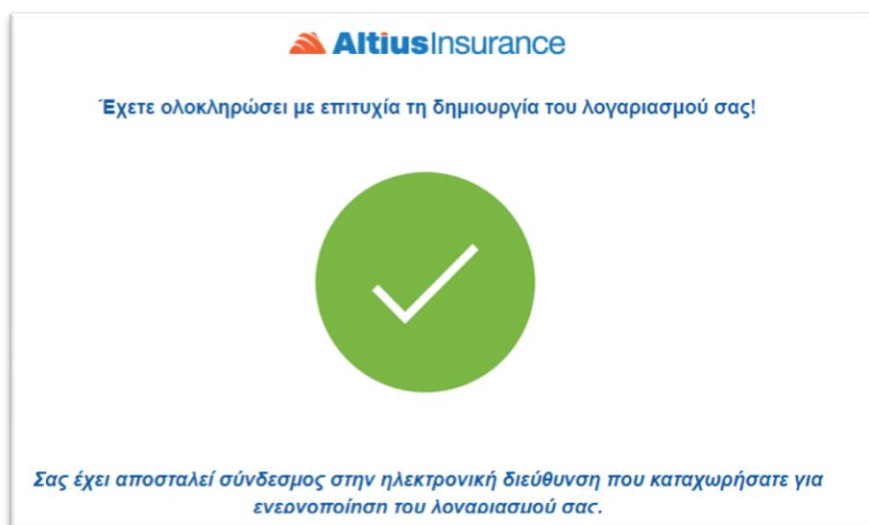 AltiusInsurance
Έχετε ολοκληρώσει με επιτυχία τη δημιουργία του λογαριασμού σας!
Σας έχει αποσταλεί σύνδεσμος στην ηλεκτρονική διεύθυνση που καταχωρήσατε για
ενεργοποίηση του λογαριασμού σας.